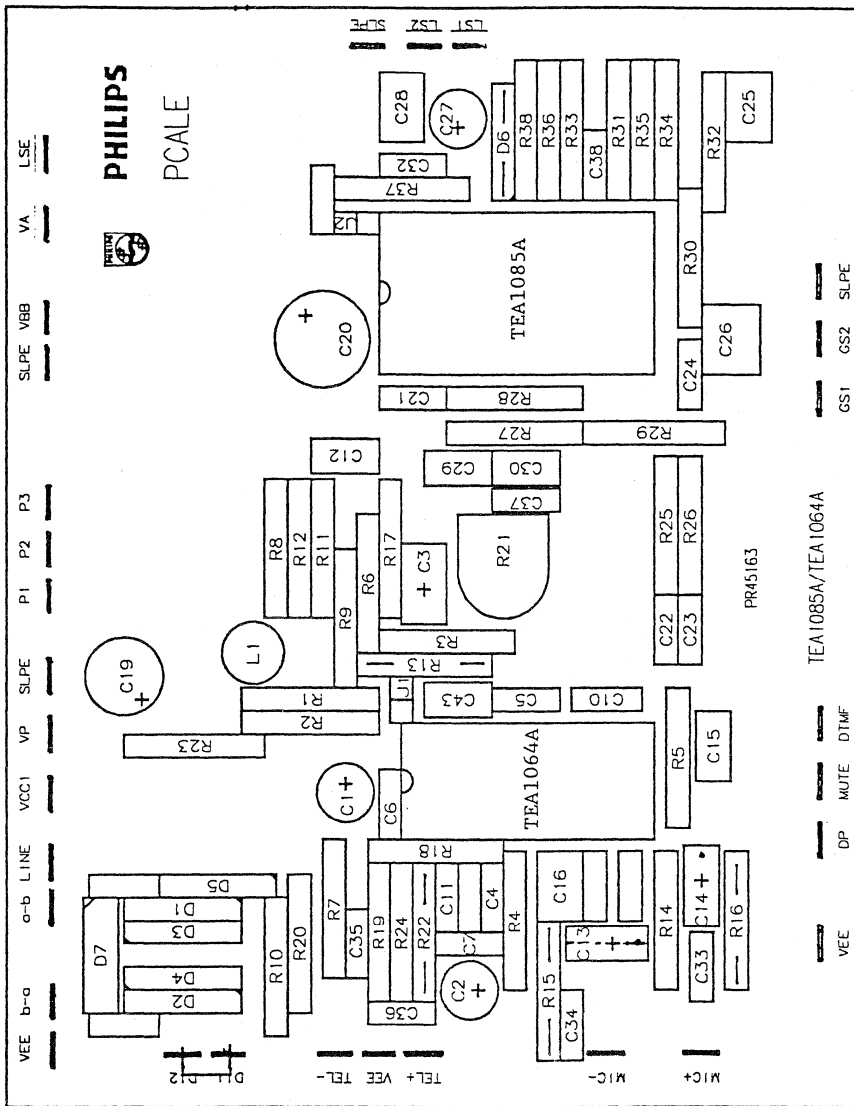 SLPE LS2 LS1
PHILIPS
PCALE
VEE b-a a-b LINE VCC1 VP SLPE P1 P2 P3 SLPE VBB VA LSE
C28
C27
+
D6
R38
R36
R33
C38
R31
R35
R34
R32
C25
C32
R37
J2
TEA1085A
R30
C20
+
C26
C24
C21
R28
R27
R29
C12
C29
C30
C37
R8
R12
R11
R9
R6
R17
C3
+
R21
R25
R26
C22
C23
PR45163
TEA1085A/TEA1064A
L1
C19
+
R3
R13
J1
R1
R2
R23
C43
C5
C10
TEA1064A
C1
+
C6
R5
C15
R18
R7
C35
R19
R24
R22
C11
C4
C7
R4
C2
+
C36
C16
C13
+
R14
C14
+
C33
R16
R15
C34
D7
D5
D1
D3
D4
D2
R10
R20
D12
D11
TEL-
VEE
TEL+
MIC-
MIC+
VEE DP MUTE DTMF GS1 GS2 SLPE